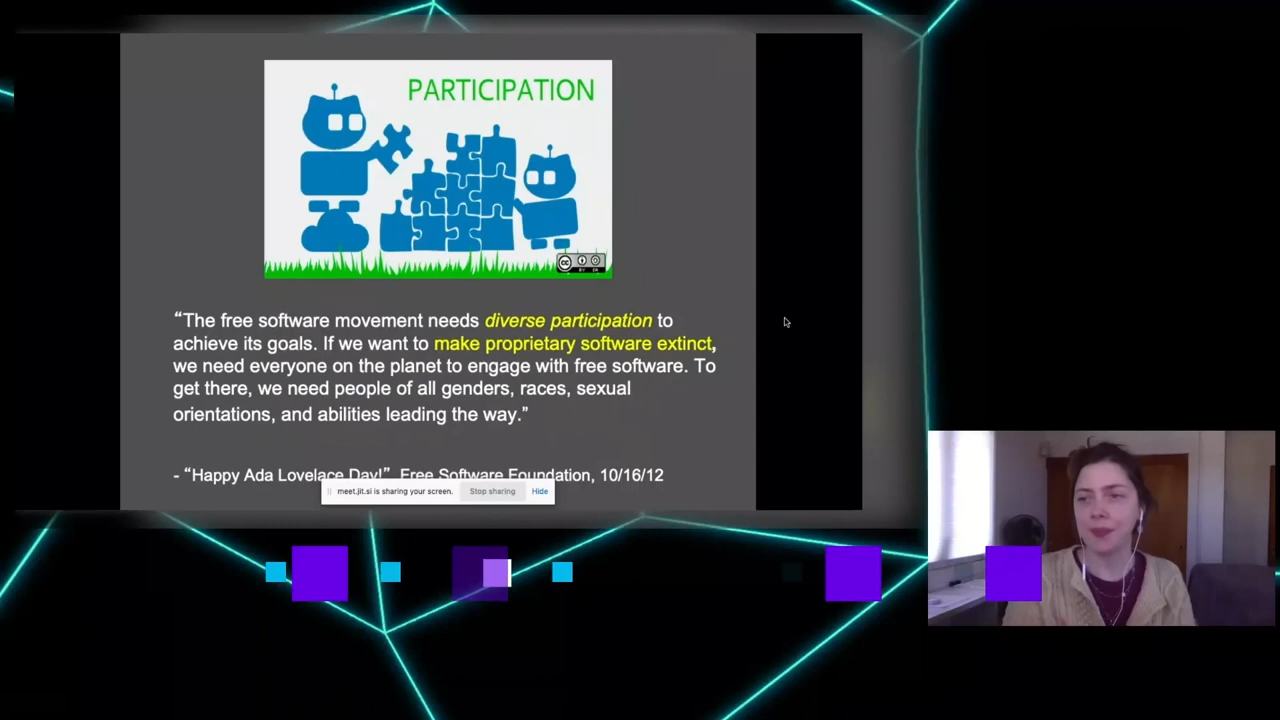 PARTICIPATION
“The free software movement needs diverse participation to
achieve its goals. If we want to make proprietary software extinct,
we need everyone on the planet to engage with free software. To
get there, we need people of all genders, races, sexual
orientations, and abilities leading the way.”
- “Happy Ada Lovelace Day!”, Free Software Foundation, 10/16/12
meet.jit.si is sharing your screen. Stop sharing Hide